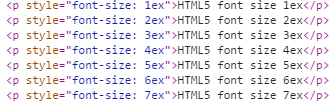 <p style="font-size: 1ex">HTML5 font size 1ex</p>
<p style="font-size: 2ex">HTML5 font size 2ex</p>
<p style="font-size: 3ex">HTML5 font size 3ex</p>
<p style="font-size: 4ex">HTML5 font size 4ex</p>
<p style="font-size: 5ex">HTML5 font size 5ex</p>
<p style="font-size: 6ex">HTML5 font size 6ex</p>
<p style="font-size: 7ex">HTML5 font size 7ex</p>